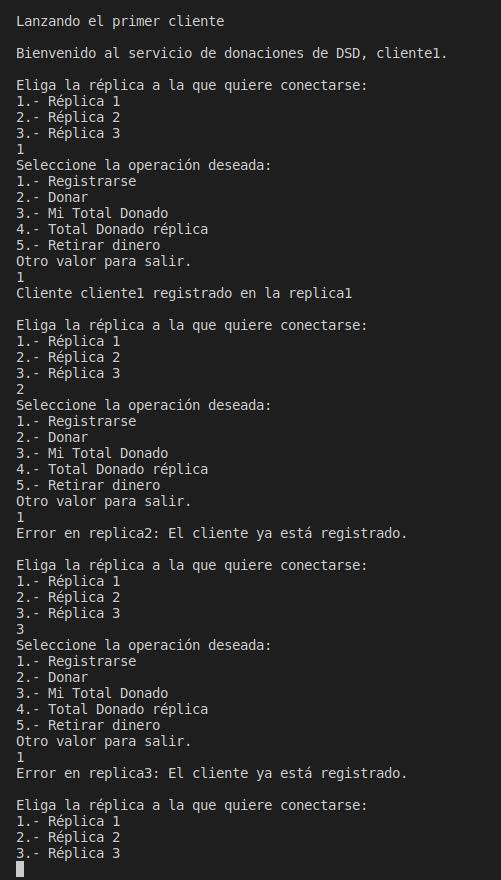 Lanzando el primer cliente
Bienvenido al servicio de donaciones de DSD, cliente1.
Eliga la réplica a la que quiere conectarse:
1.- Réplica 1
2.- Réplica 2
3.- Réplica 3
1
Seleccione la operación deseada:
1.- Registrarse
2.- Donar
3.- Mi Total Donado
4.- Total Donado réplica
5.- Retirar dinero
Otro valor para salir.
1
Cliente cliente1 registrado en la replica1
Eliga la réplica a la que quiere conectarse:
1.- Réplica 1
2.- Réplica 2
3.- Réplica 3
2
Seleccione la operación deseada:
1.- Registrarse
2.- Donar
3.- Mi Total Donado
4.- Total Donado réplica
5.- Retirar dinero
Otro valor para salir.
1
Error en replica2: El cliente ya está registrado.
Eliga la réplica a la que quiere conectarse:
1.- Réplica 1
2.- Réplica 2
3.- Réplica 3
3
Seleccione la operación deseada:
1.- Registrarse
2.- Donar
3.- Mi Total Donado
4.- Total Donado réplica
5.- Retirar dinero
Otro valor para salir.
1
Error en replica3: El cliente ya está registrado.
Eliga la réplica a la que quiere conectarse:
1.- Réplica 1
2.- Réplica 2
3.- Réplica 3